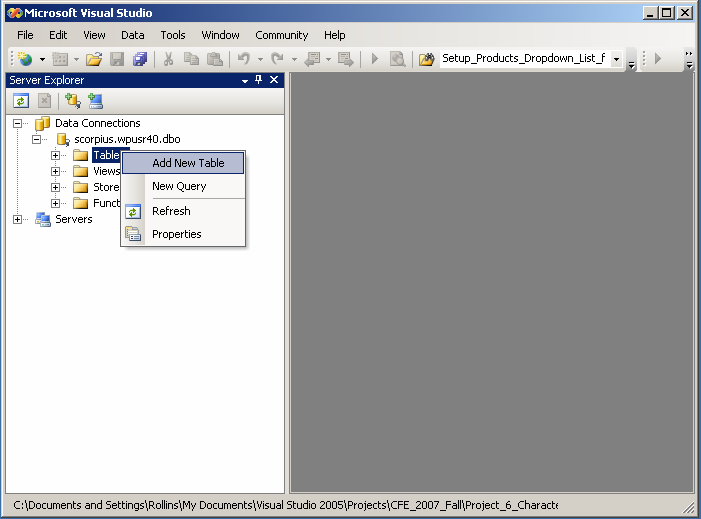 Microsoft Visual Studio
File Edit View Data Tools Window Community Help
Setup_Products_Dropdown_List_f
Server Explorer
Data Connections
scorpius.wpusr40.dbo
Table
Add New Table
Views
New Query
Store
Funct
Refresh
Servers
Properties
C:\Documents and Settings\Rollins\My Documents\Visual Studio 2005\Projects\CFE_2007_Fall\Project_6_Characte